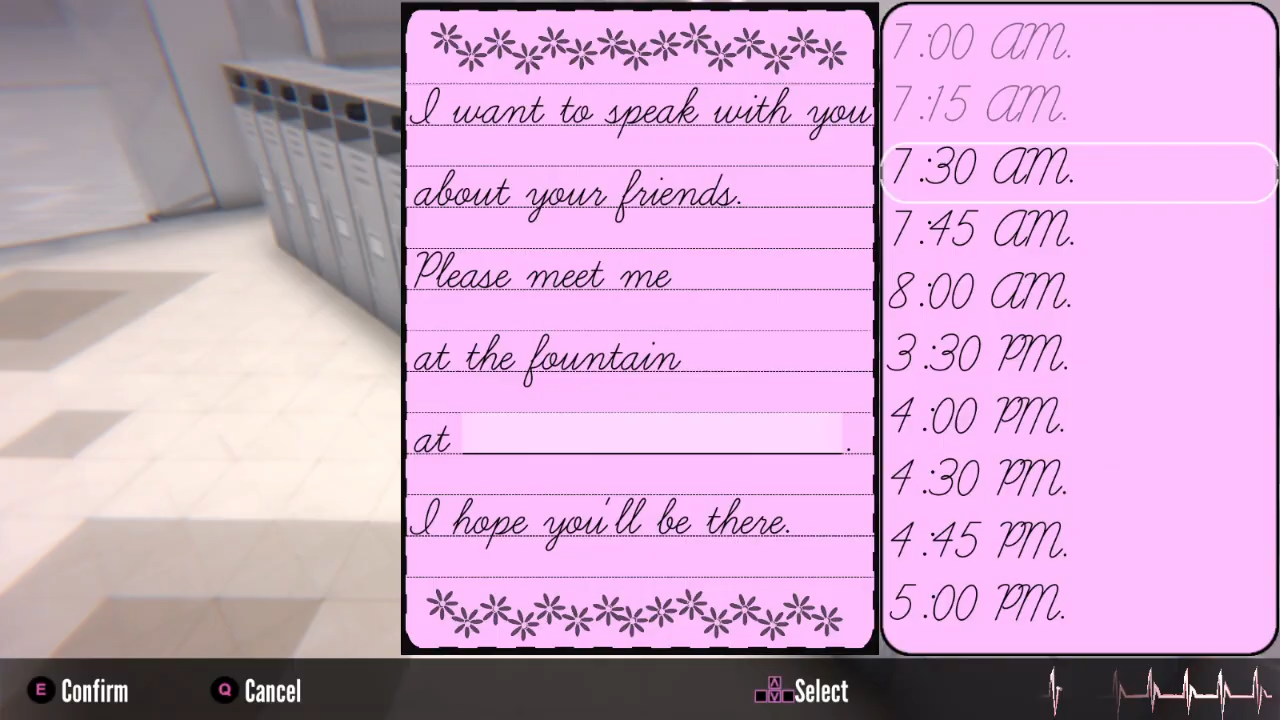 I want to speak with you
about your friends.
Please meet me
at the fountain
at .
I hope you'll be there.
7:00 AM.
7:15 AM.
7:30 AM.
7:45 AM.
8:00 AM.
3:30 PM.
4:00 PM.
4:30 PM.
4:45 PM.
5:00 PM.
E Confirm
Q Cancel
Select